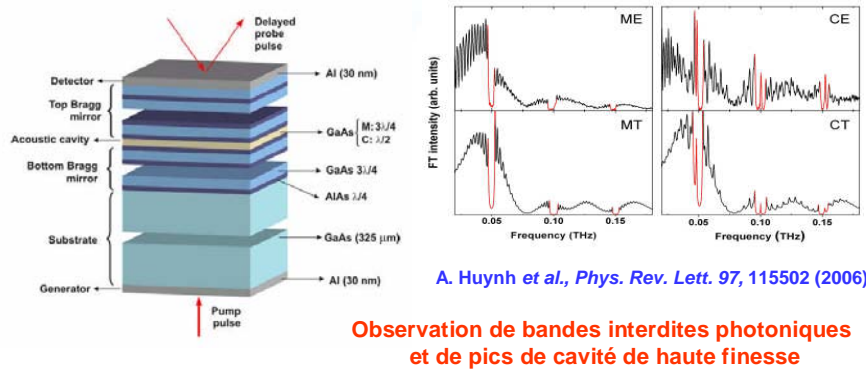 Delayed
probe
pulse
Al (30 nm)
Detector
Top Bragg
mirror
GaAs { M: 3λ/4
C: λ/2
Acoustic cavity
Bottom Bragg
mirror
GaAs 3λ/4
AlAs λ/4
Substrate
GaAs (325 μm)
Al (30 nm)
Generator
Pump
pulse
FT intensity (arb. units)
ME
CE
MT
CT
0.05 0.10 0.15
0.05 0.10 0.15
Frequency (THz)
Frequency (THz)
A. Huynh et al., Phys. Rev. Lett. 97, 115502 (2006)
Observation de bandes interdites photoniques
et de pics de cavité de haute finesse